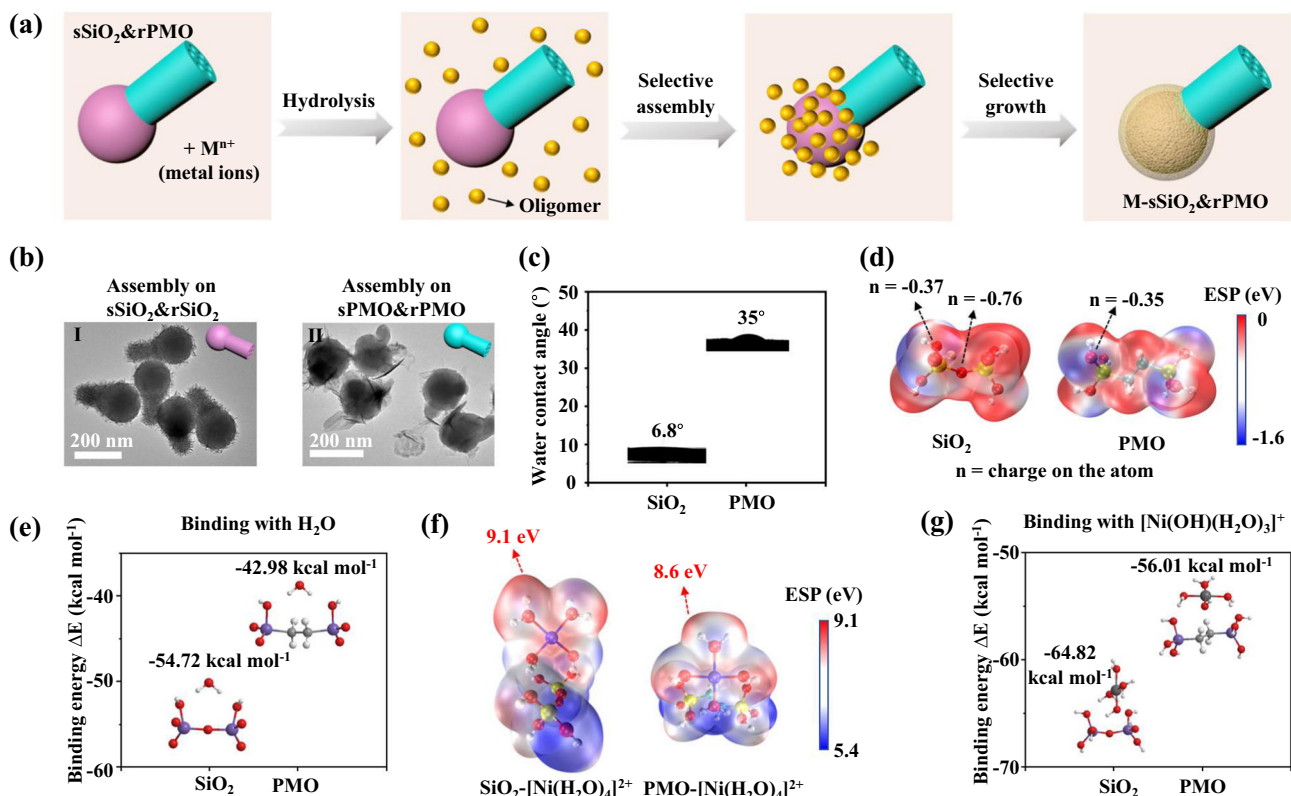 (a)
sSiO₂&rPMO
+ Mⁿ⁺
(metal ions)
Hydrolysis
Oligomer
Selective
assembly
Selective
growth
M-sSiO₂&rPMO
(b)
Assembly on
sSiO₂&rSiO₂
I
200 nm
Assembly on
sPMO&rPMO
II
200 nm
(c)
Water contact angle (°)
50
40
30
20
10
0
6.8°
35°
SiO₂
PMO
(d)
n = -0.37
n = -0.76
n = -0.35
ESP (eV)
0
-1.6
SiO₂
PMO
n = charge on the atom
(e)
Binding with H₂O
Binding energy ΔE (kcal mol⁻¹)
-40
-50
-60
-42.98 kcal mol⁻¹
-54.72 kcal mol⁻¹
SiO₂
PMO
(f)
9.1 eV
8.6 eV
ESP (eV)
9.1
5.4
SiO₂-[Ni(H₂O)₄]²⁺
PMO-[Ni(H₂O)₄]²⁺
(g)
Binding with [Ni(OH)(H₂O)₃]⁺
Binding energy ΔE (kcal mol⁻¹)
-50
-60
-70
-56.01 kcal mol⁻¹
-64.82
kcal mol⁻¹
SiO₂
PMO